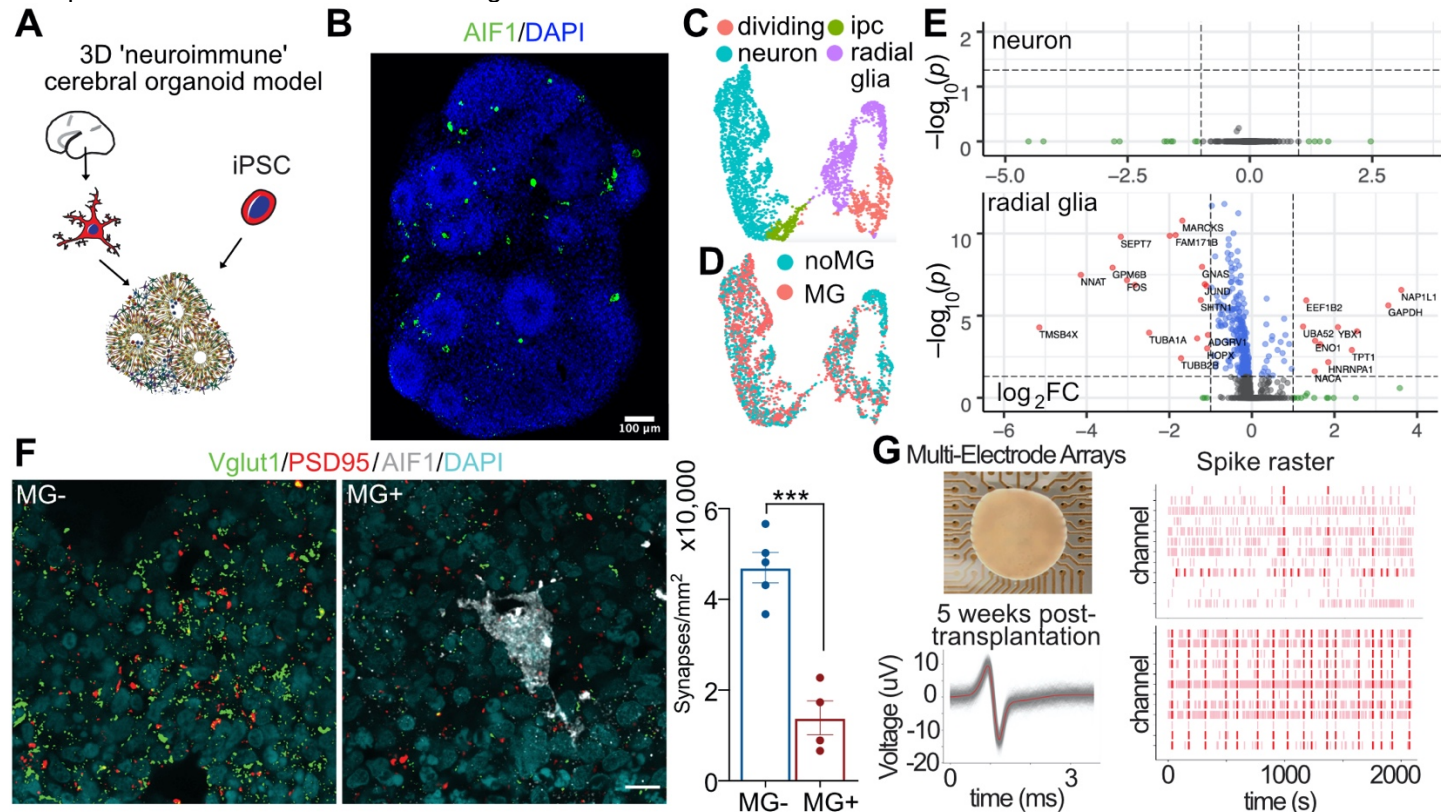 A
3D 'neuroimmune'
cerebral organoid model
iPSC
B
AIF1/DAPI
100 μm
C
dividing
ipc
neuron
radial
glia
D
noMG
MG
E
neuron
−log10(p)
2
1
0
−5.0
−2.5
0.0
2.5
radial glia
−log10(p)
10
5
0
MARCKS
SEPT7
FAM171B
GPM6B
GNAS
NNAT
FOS
JUND
SHTN1
EEF1B2
NAP1L1
GAPDH
TMSB4X
TUBA1A
ADGRV1
UBA52
YBX1
ENO1
HOPX
TPT1
TUBB2B
HNRNPA1
NACA
log2FC
−6
−4
−2
0
2
4
F
Vglut1/PSD95/AIF1/DAPI
MG-
MG+
x10,000
Synapses/mm2
6
4
2
0
***
MG-
MG+
G
Multi-Electrode Arrays
5 weeks post-
transplantation
Voltage (uV)
10
0
-10
-20
0
3
time (ms)
Spike raster
channel
channel
0
1000
2000
time (s)